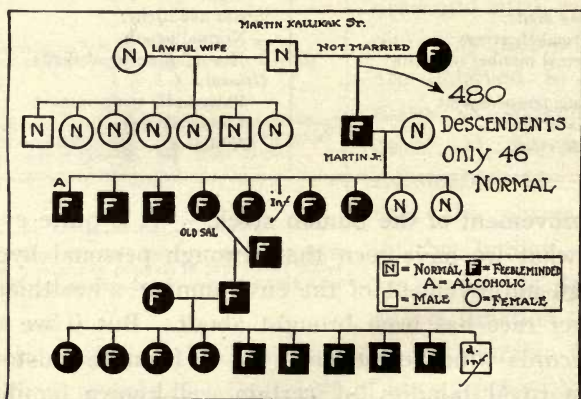 MARTIN KALLIKAK Sr.
N LAWFUL WIFE N NOT MARRIED F
480
DESCENDENTS
Only 46
NORMAL
N N N N N N N F N
MARTIN Jr.
A
F F F F F Inf F F N N
OLD SAL
F
N = NORMAL F = FEEBLEMINDED
A = ALCOHOLIC
□ = MALE ○ = FEMALE
F F
F F F F F F F F F F d. inf